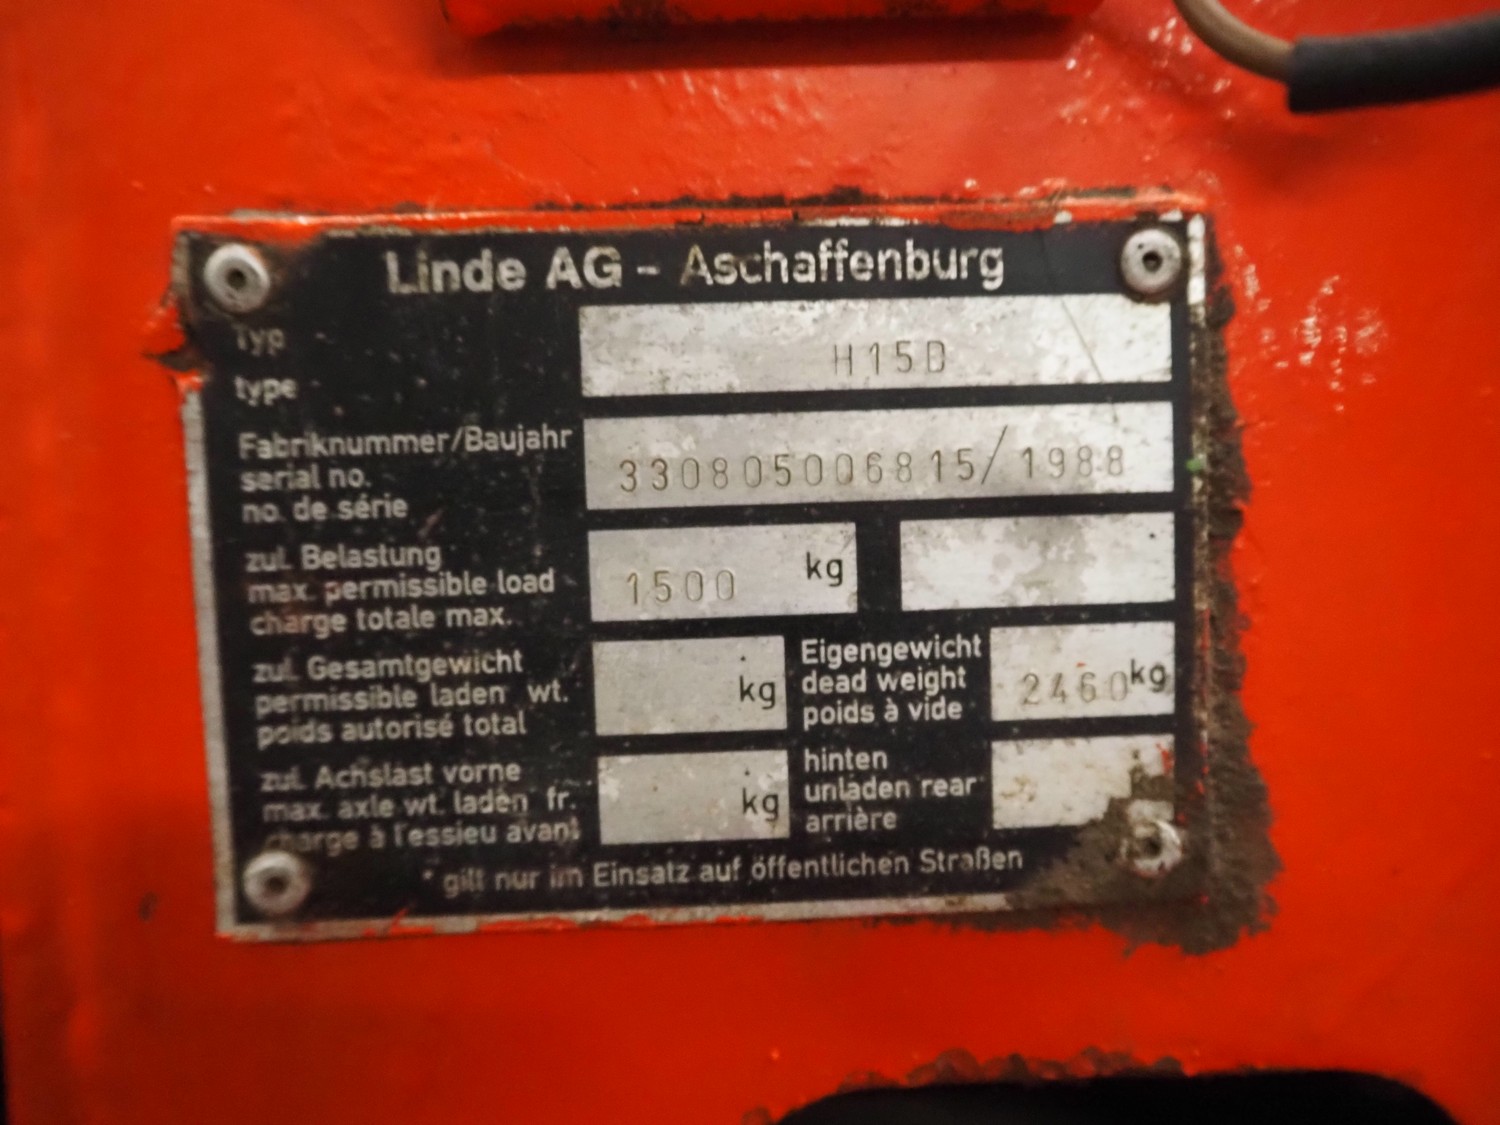 Linde AG - Aschaffenburg
Typ
type
H15D
Fabriknummer/Baujahr
serial no.
no. de série
330805006815/1988
zul. Belastung
max. permissible load
charge totale max.
1500 kg
zul. Gesamtgewicht
permissible laden wt.
poids autorisé total
kg
Eigengewicht
dead weight
poids à vide
2460 kg
zul. Achslast vorne
max. axle wt. laden fr.
charge à l'essieu avant
kg
hinten
unladen rear
arrière
* gilt nur im Einsatz auf öffentlichen Straßen